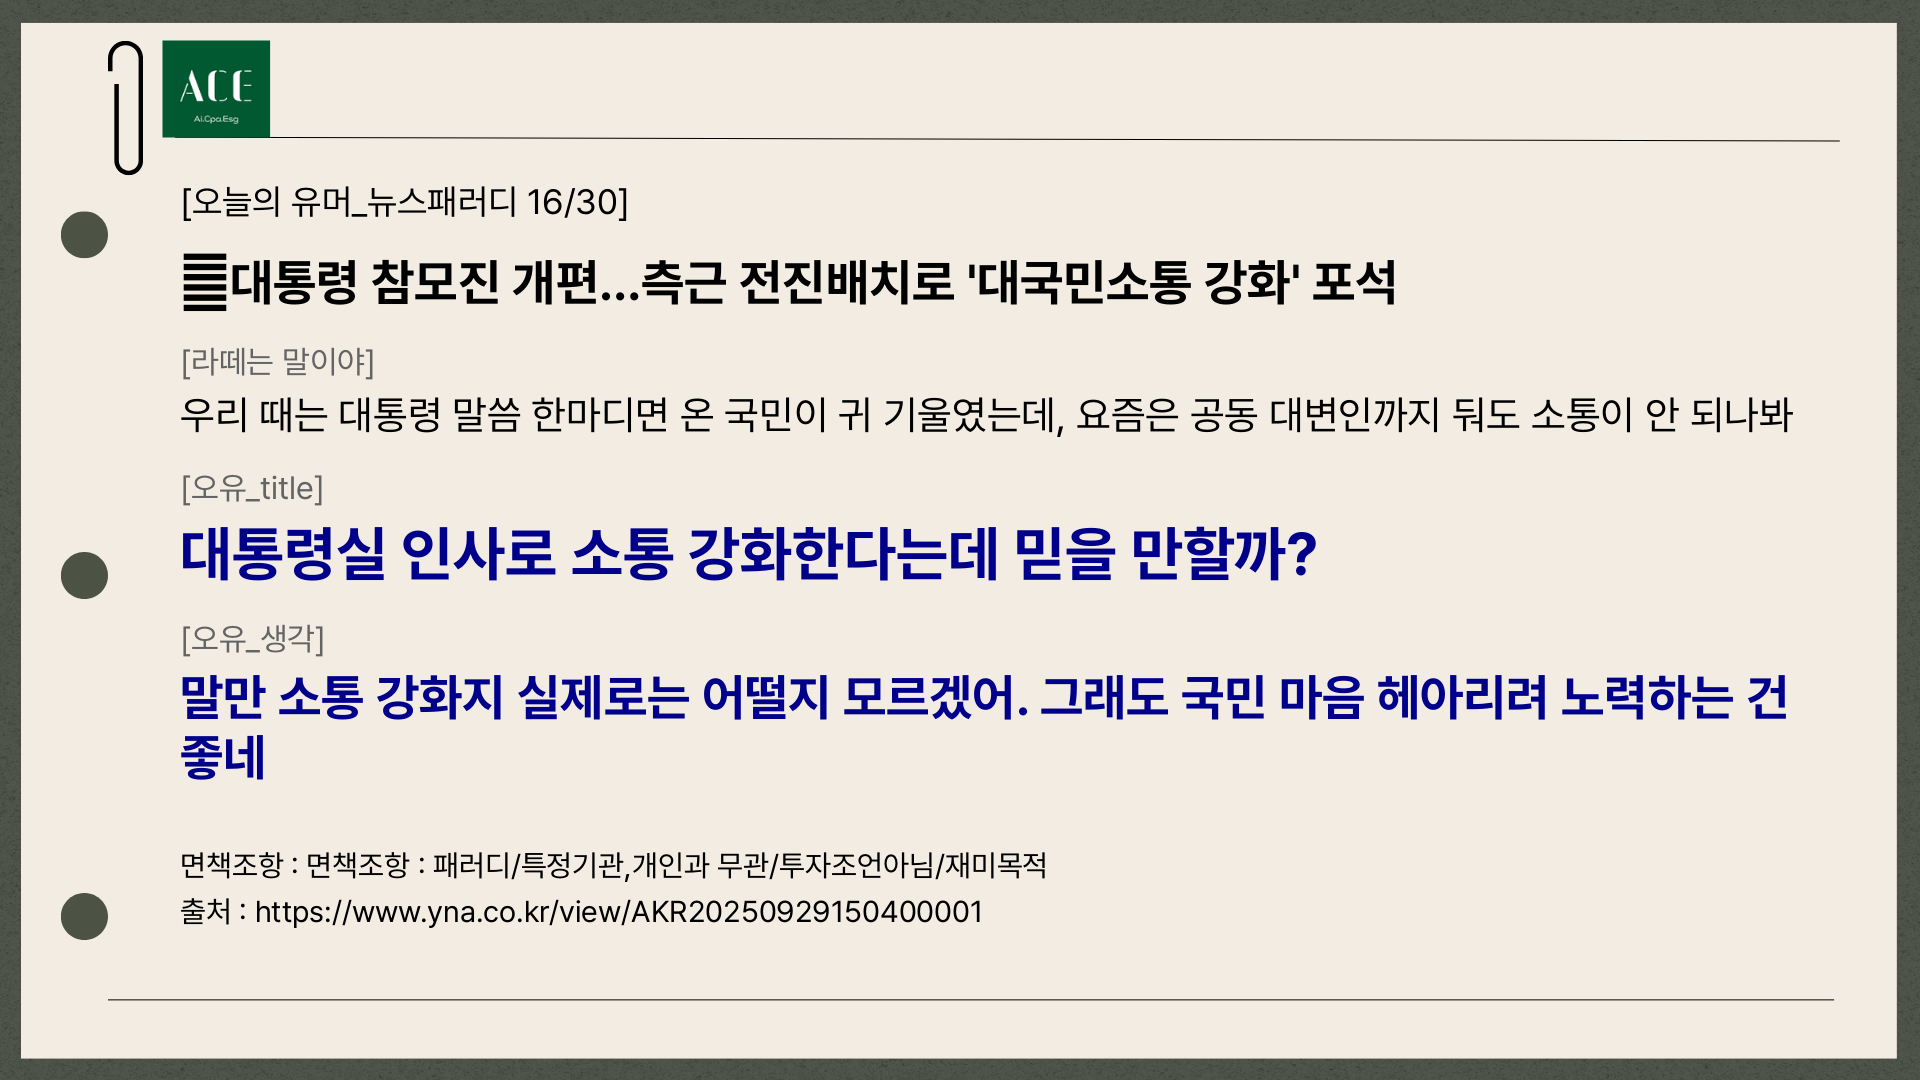 ACE
Ai.Cpa.Esg
[오늘의 유머_뉴스패러디 16/30]
䷀대통령 참모진 개편…측근 전진배치로 '대국민소통 강화' 포석
[라떼는 말이야]
우리 때는 대통령 말씀 한마디면 온 국민이 귀 기울였는데, 요즘은 공동 대변인까지 둬도 소통이 안 되나봐
[오유_title]
대통령실 인사로 소통 강화한다는데 믿을 만할까?
[오유_생각]
말만 소통 강화지 실제로는 어떨지 모르겠어. 그래도 국민 마음 헤아리려 노력하는 건
좋네
면책조항 : 면책조항 : 패러디/특정기관,개인과 무관/투자조언아님/재미목적
출처 : https://www.yna.co.kr/view/AKR20250929150400001